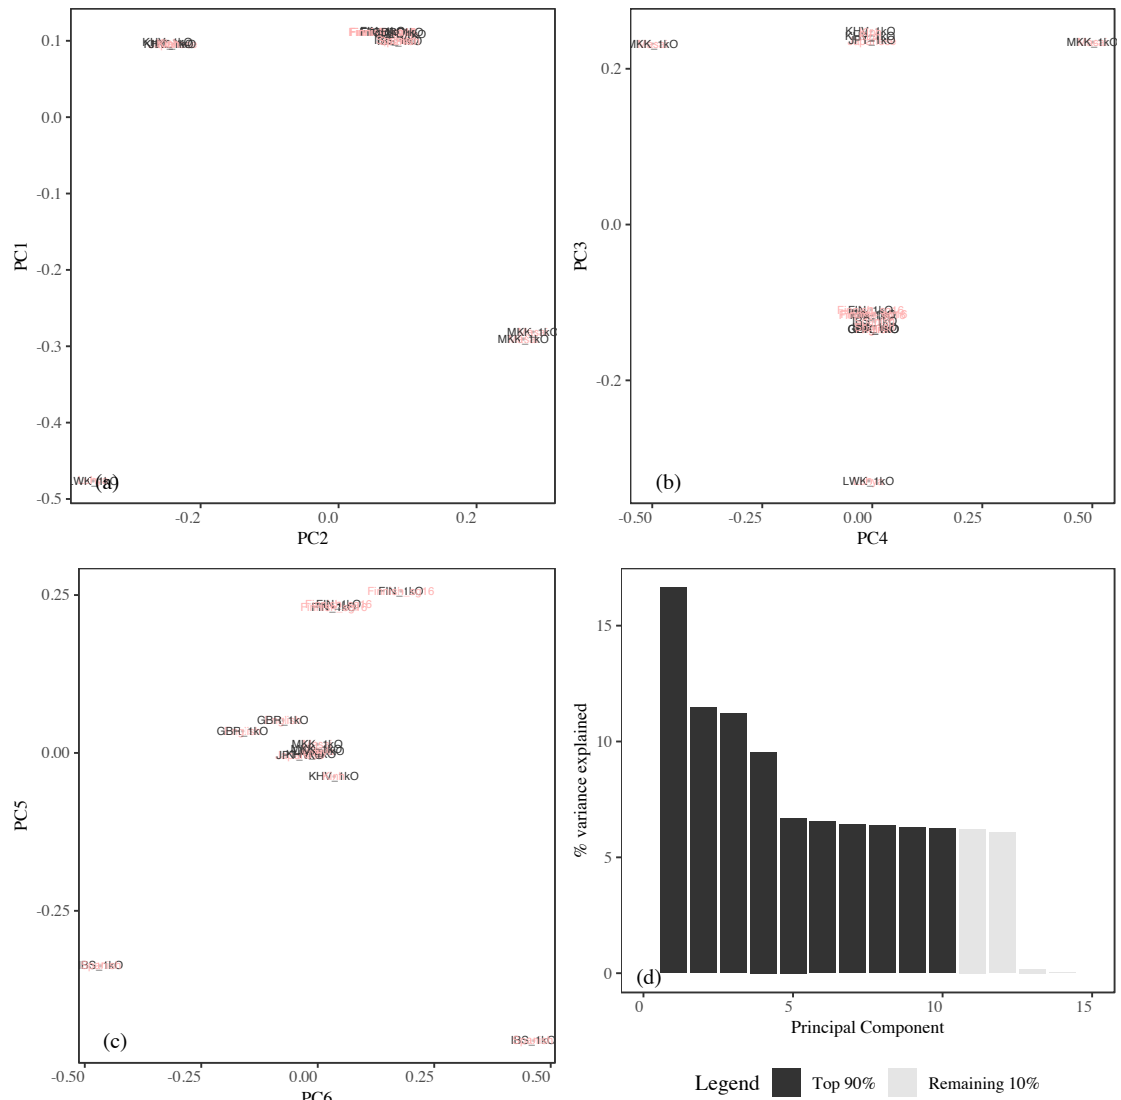 0.1
0.0
-0.1
-0.2
-0.3
-0.4
-0.5
PC1
KHV_1kO
MKK_1kO
MKK_1kO
LWK_1kO
(a)
-0.2
0.0
0.2
PC2
0.2
0.0
-0.2
PC3
MKK_1kO
KHV_1kO
JPT_1kO
MKK_1kO
FIN_1kO
IBS_1kO
GBR_1kO
LWK_1kO
(b)
-0.50
-0.25
0.00
0.25
0.50
PC4
0.25
0.00
-0.25
PC5
FIN_1kO
FIN_1kO
FIN_1kO
GBR_1kO
GBR_1kO
MKK_1kO
KHV_1kO
IBS_1kO
IBS_1kO
(c)
-0.50
-0.25
0.00
0.25
0.50
PC6
15
10
5
0
% variance explained
(d)
0
5
10
15
Principal Component
Legend
Top 90%
Remaining 10%